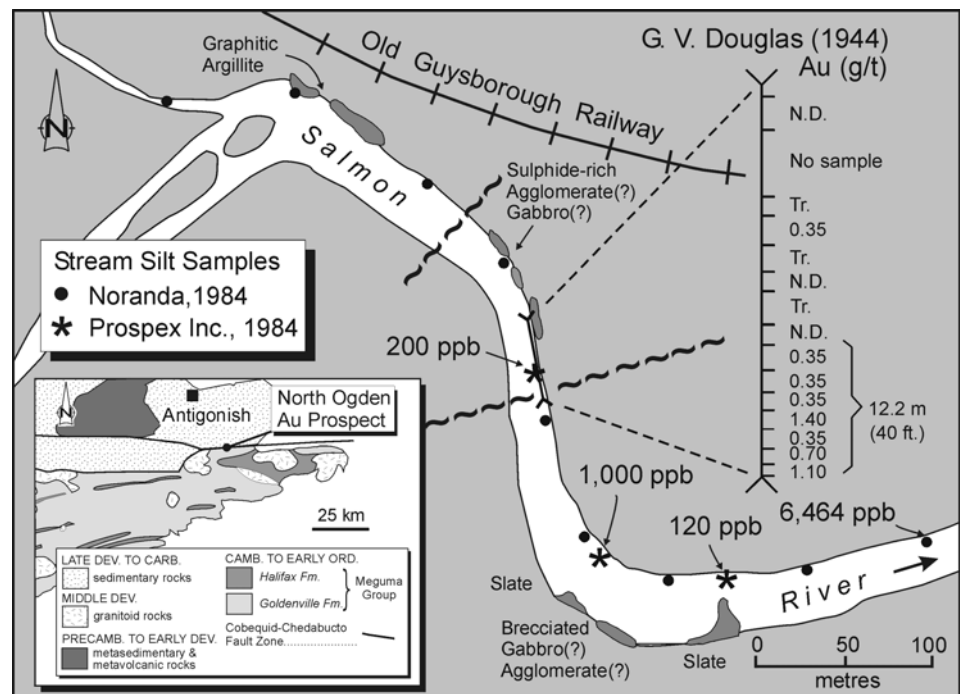 G. V. Douglas (1944)
Au (g/t)
Graphitic
Argillite
Old Guysborough Railway
N.D.
No sample
Tr.
0.35
Tr.
N.D.
Tr.
N.D.
0.35
0.35
0.35
1.40
0.35
0.70
1.10
12.2 m
(40 ft.)
N
Salmon
Sulphide-rich
Agglomerate(?)
Gabbro(?)
Stream Silt Samples
Noranda,1984
Prospex Inc., 1984
200 ppb
1,000 ppb
120 ppb
6,464 ppb
River
Slate
Brecciated
Gabbro(?)
Agglomerate(?)
Slate
0 50 100
metres
N
Antigonish
North Ogden
Au Prospect
25 km
LATE DEV. TO CARB.
sedimentary rocks
MIDDLE DEV.
granitoid rocks
PRECAMB. TO EARLY DEV.
metasedimentary &
metavolcanic rocks
CAMB. TO EARLY ORD.
Halifax Fm.
Goldenville Fm.
Meguma
Group
Cobequid-Chedabucto
Fault Zone....................